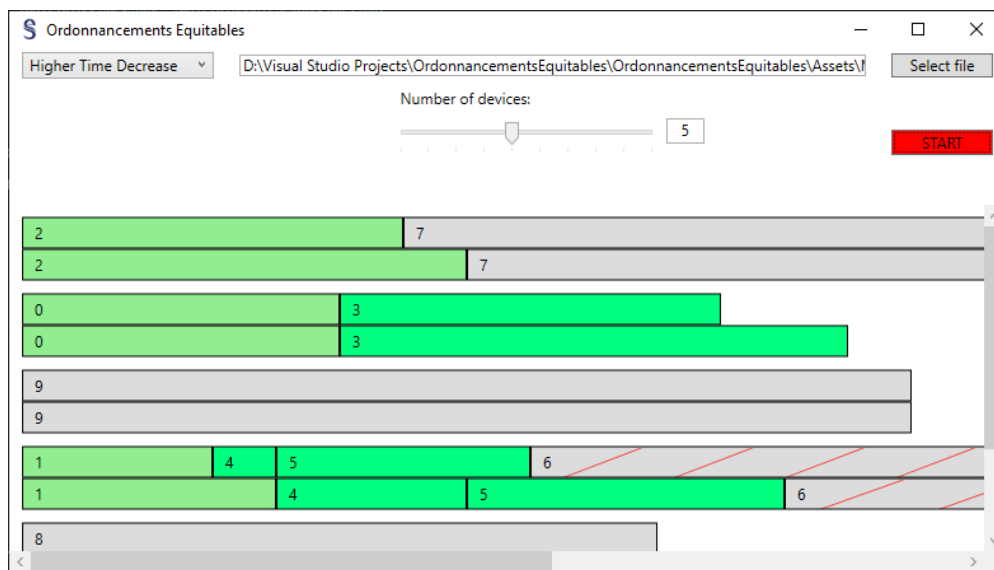 Ordonnancements Equitables
Higher Time Decrease D:\Visual Studio Projects\OrdonnancementsEquitables\OrdonnancementsEquitables\Assets\ Select file
Number of devices:
5
START
2 7
2 7
0 3
0 3
9
9
1 4 5 6
1 4 5 6
8